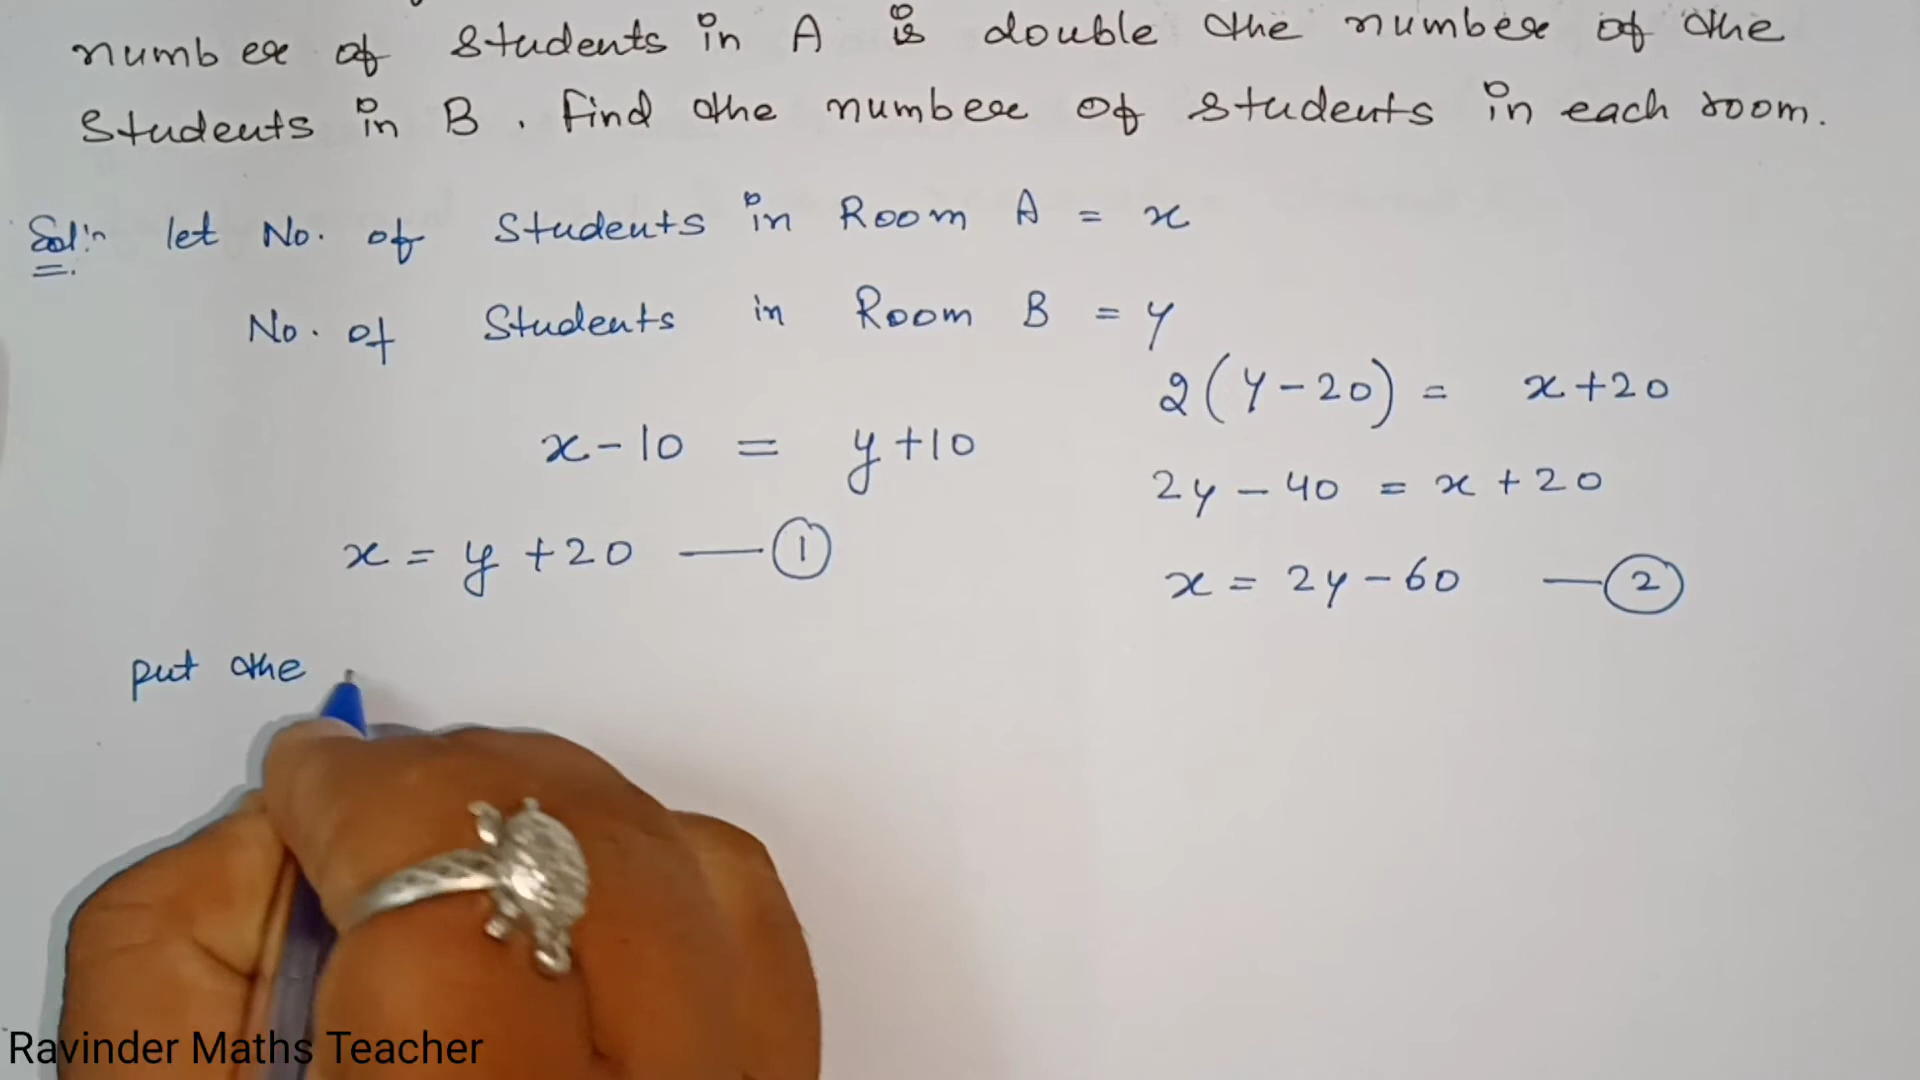 number of students in A is double the number of the
students in B. Find the number of students in each room.
Sol:n let No. of students in Room A = x
No. of Students in Room B = y
x - 10 = y + 10
x = y + 20 — 1
2(y - 20) = x + 20
2y - 40 = x + 20
x = 2y - 60 — 2
put the
Ravinder Maths Teacher